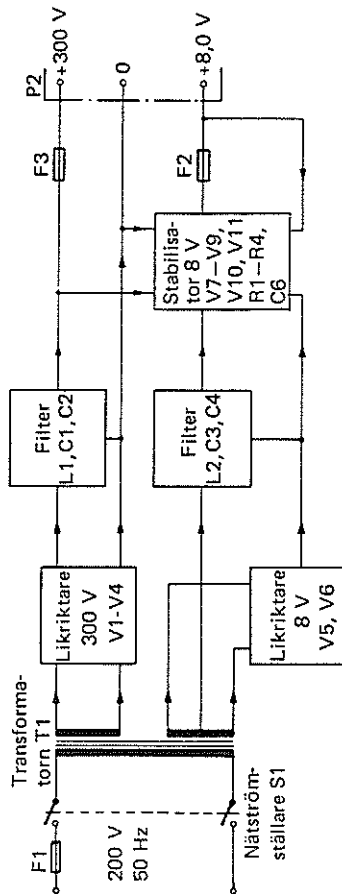 F1
200 V
50 Hz
Nätström-
ställare S1
Transforma-
torn T1
Likriktare
300 V
V1-V4
Likriktare
8 V
V5, V6
Filter
L1, C1, C2
Filter
L2, C3, C4
Stabilisa-
tor 8 V
V7–V9,
V10, V11
R1–R4,
C6
F3
F2
P2
+300 V
0
+8,0 V